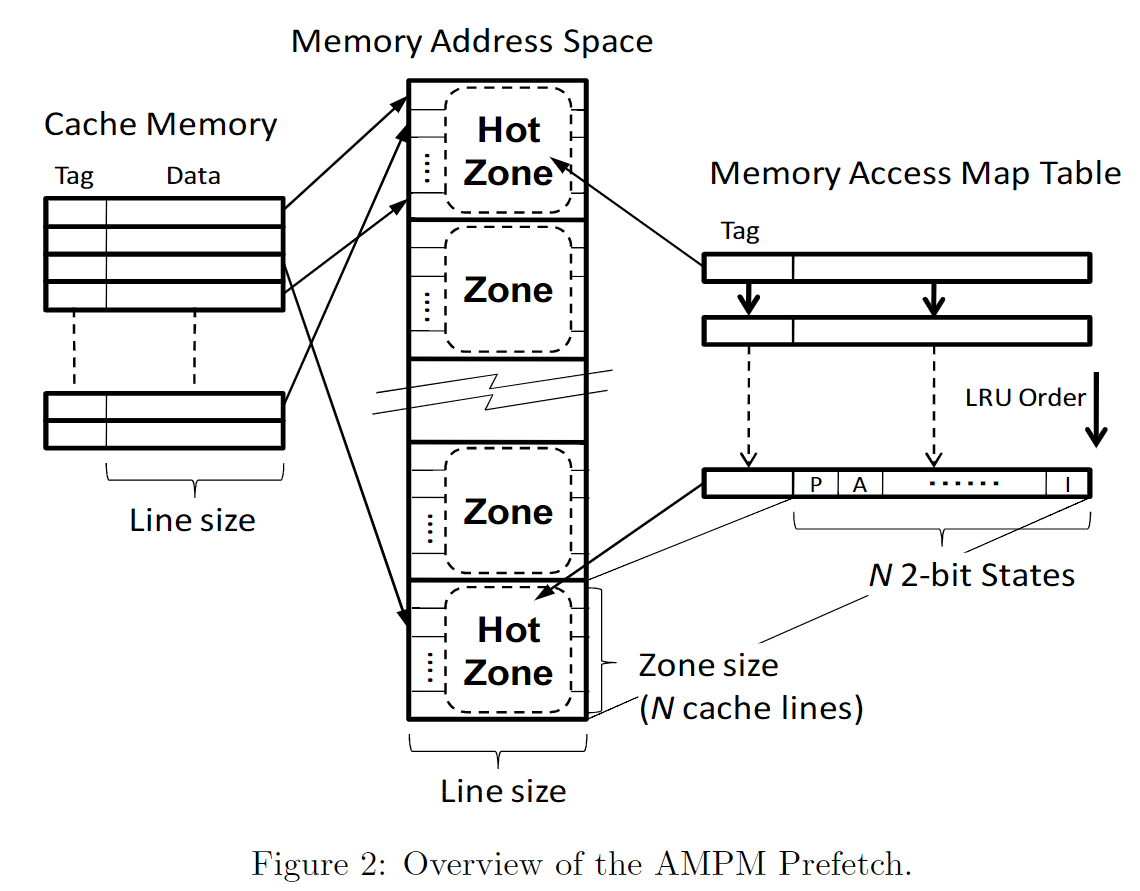 Memory Address Space
Cache Memory
Tag
Data
Line size
Hot
Zone
Zone
Zone
Hot
Zone
Line size
Memory Access Map Table
Tag
LRU Order
P
A
I
N 2-bit States
Zone size
(N cache lines)
Figure 2: Overview of the AMPM Prefetch.